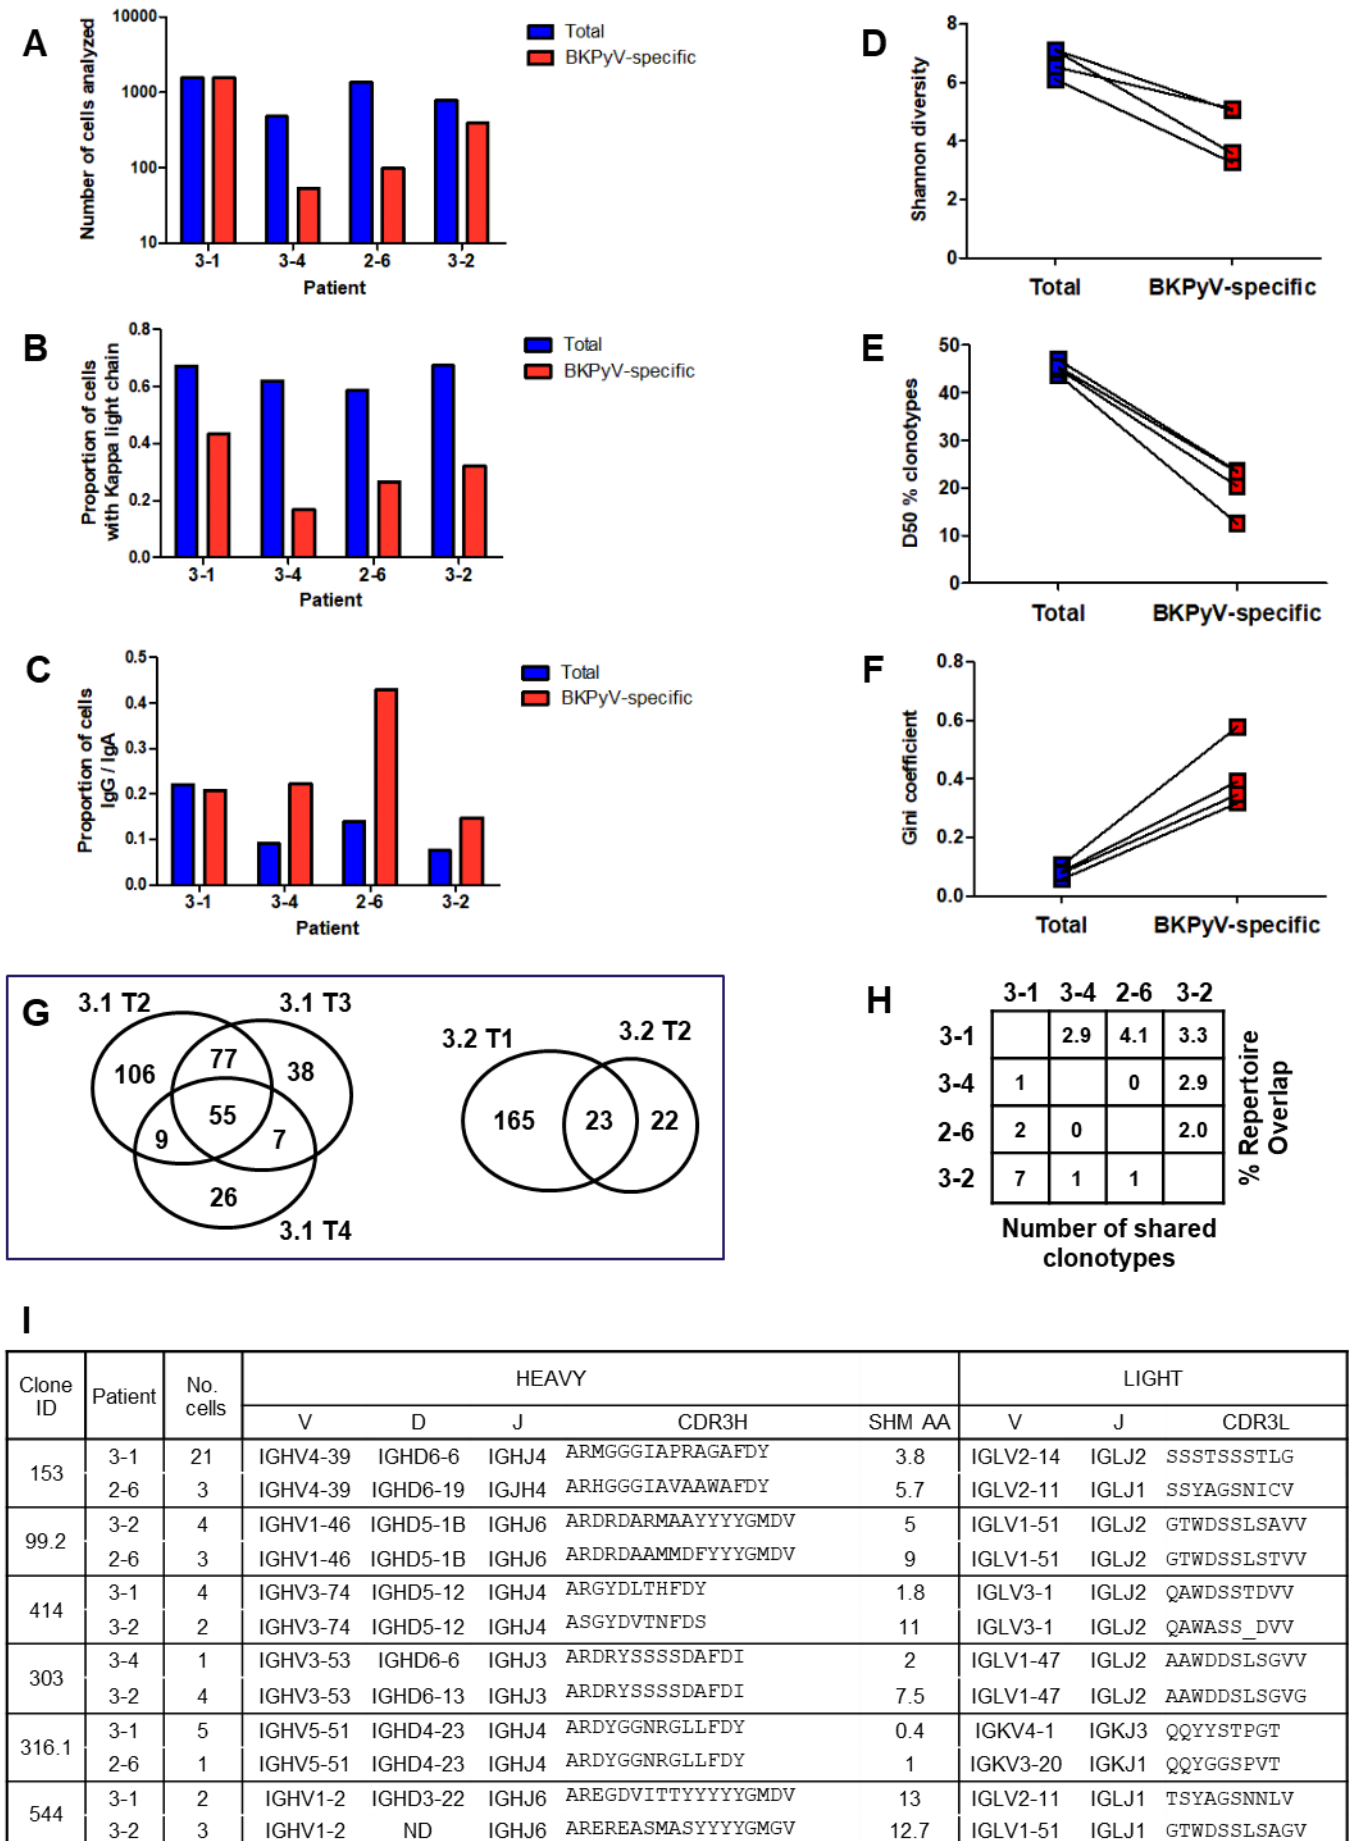 A
10000
1000
100
10
Number of cells analyzed
3-1 3-4 2-6 3-2
Patient
Total
BKPyV-specific
D
8
6
4
2
0
Shannon diversity
Total BKPyV-specific
B
0.8
0.6
0.4
0.2
0.0
Proportion of cells
with Kappa light chain
3-1 3-4 2-6 3-2
Patient
Total
BKPyV-specific
E
50
40
30
20
10
0
D50 % clonotypes
Total BKPyV-specific
C
0.5
0.4
0.3
0.2
0.1
0.0
Proportion of cells
IgG / IgA
3-1 3-4 2-6 3-2
Patient
Total
BKPyV-specific
F
0.8
0.6
0.4
0.2
0.0
Gini coefficient
Total BKPyV-specific
G
3.1 T2 3.1 T3
106 77 38
55
9 7
26
3.1 T4
3.2 T1 3.2 T2
165 23 22
H
3-1 3-4 2-6 3-2
3-1 2.9 4.1 3.3
3-4 1 0 2.9
2-6 2 0 2.0
3-2 7 1 1
% Repertoire
Overlap
Number of shared
clonotypes
I
Clone ID Patient No. cells HEAVY LIGHT
V D J CDR3H SHM AA V J CDR3L
153 3-1 21 IGHV4-39 IGHD6-6 IGHJ4 ARMGGGIAPRAGAFDY 3.8 IGLV2-14 IGLJ2 SSSTSSSTLG
2-6 3 IGHV4-39 IGHD6-19 IGJH4 ARHGGGIAVAAWAFDY 5.7 IGLV2-11 IGLJ1 SSYAGSNICV
99.2 3-2 4 IGHV1-46 IGHD5-1B IGHJ6 ARDRDARMAAYYYYGMDV 5 IGLV1-51 IGLJ2 GTWDSSLSAVV
2-6 3 IGHV1-46 IGHD5-1B IGHJ6 ARDRDAAMMDFYYYGMDV 9 IGLV1-51 IGLJ2 GTWDSSLSTVV
414 3-1 4 IGHV3-74 IGHD5-12 IGHJ4 ARGYDLTHFDY 1.8 IGLV3-1 IGLJ2 QAWDSSTDVV
3-2 2 IGHV3-74 IGHD5-12 IGHJ4 ASGYDVTNFDS 11 IGLV3-1 IGLJ2 QAWASS_DVV
303 3-4 1 IGHV3-53 IGHD6-6 IGHJ3 ARDRYSSSSDAFDI 2 IGLV1-47 IGLJ2 AAWDDSLSGVV
3-2 4 IGHV3-53 IGHD6-13 IGHJ3 ARDRYSSSSDAFDI 7.5 IGLV1-47 IGLJ2 AAWDDSLSGVG
316.1 3-1 5 IGHV5-51 IGHD4-23 IGHJ4 ARDYGGNRGLLFDY 0.4 IGKV4-1 IGKJ3 QQYYSTPGT
2-6 1 IGHV5-51 IGHD4-23 IGHJ4 ARDYGGNRGLLFDY 1 IGKV3-20 IGKJ1 QQYGGSPVT
544 3-1 2 IGHV1-2 IGHD3-22 IGHJ6 AREGDVITTYYYYYGMDV 13 IGLV2-11 IGLJ1 TSYAGSNNLV
3-2 3 IGHV1-2 ND IGHJ6 AREREASMASYYYYGMGV 12.7 IGLV1-51 IGLJ1 GTWDSSLSAGV